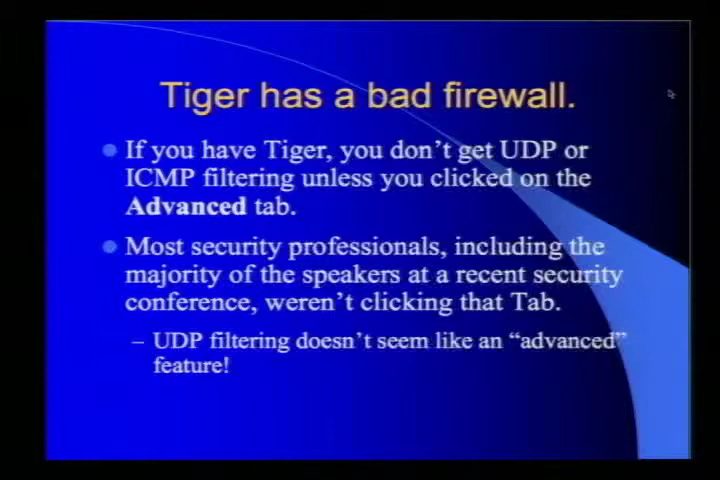 Tiger has a bad firewall.
If you have Tiger, you don't get UDP or
ICMP filtering unless you clicked on the
Advanced tab.
Most security professionals, including the
majority of the speakers at a recent security
conference, weren't clicking that Tab.
– UDP filtering doesn't seem like an “advanced”
feature!